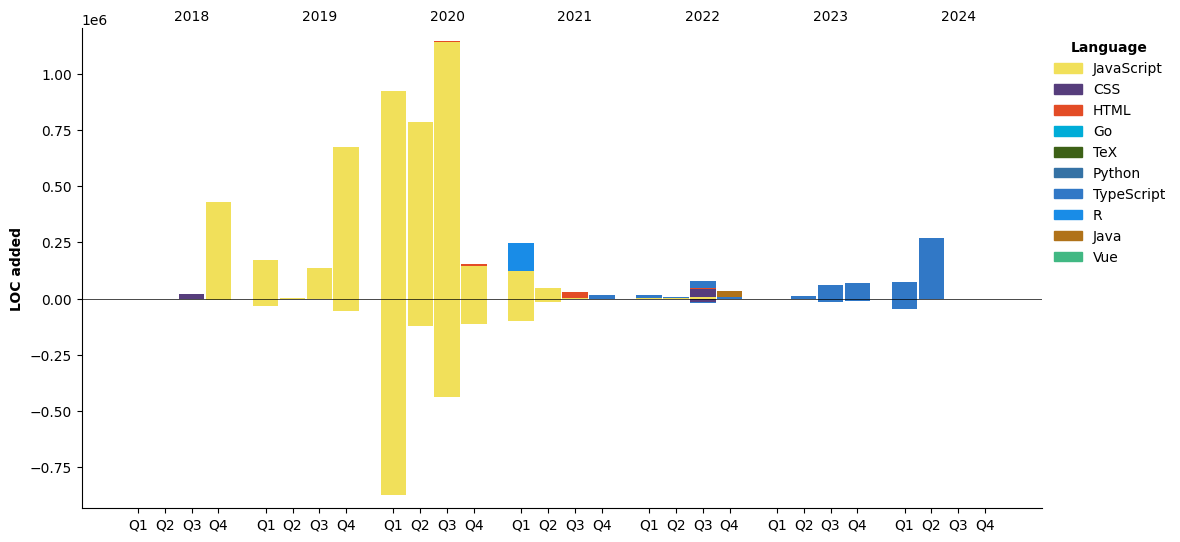 1e6
2018 2019 2020 2021 2022 2023 2024
1.00
0.75
0.50
0.25
0.00
−0.25
−0.50
−0.75
LOC added
Q1 Q2 Q3 Q4 Q1 Q2 Q3 Q4 Q1 Q2 Q3 Q4 Q1 Q2 Q3 Q4 Q1 Q2 Q3 Q4 Q1 Q2 Q3 Q4 Q1 Q2 Q3 Q4
Language
JavaScript
CSS
HTML
Go
TeX
Python
TypeScript
R
Java
Vue